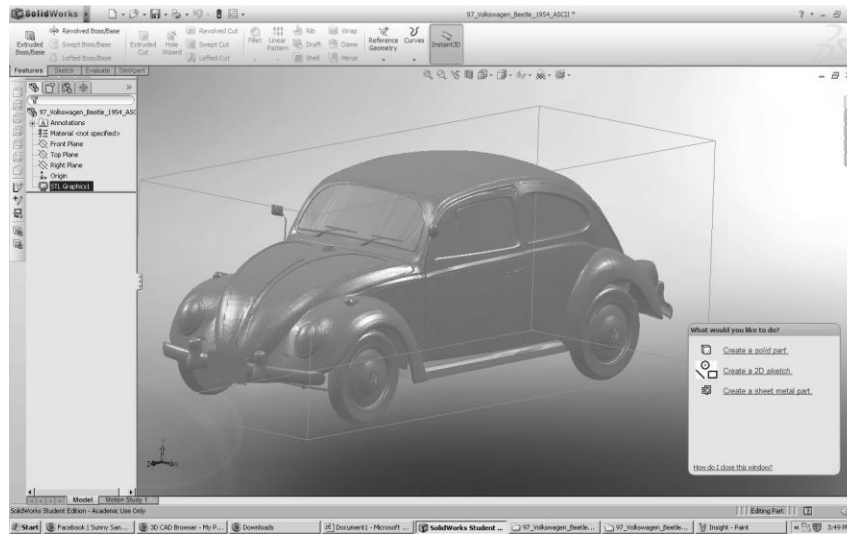 SolidWorks
97_Volkswagen_Beetle_1954_ASCII *
Extruded Boss/Base
Revolved Boss/Base
Swept Boss/Base
Lofted Boss/Base
Extruded Cut
Hole Wizard
Revolved Cut
Swept Cut
Lofted Cut
Fillet
Linear Pattern
Rib
Draft
Shell
Wrap
Dome
Mirror
Reference Geometry
Curves
Instant3D
Features Sketch Evaluate DimXpert
97_Volkswagen_Beetle_1954_ASC
Annotations
Material <not specified>
Front Plane
Top Plane
Right Plane
Origin
STL Graphics1
What would you like to do?
Create a solid part.
Create a 2D sketch.
Create a sheet metal part.
How do I close this window?
Model Motion Study 1
SolidWorks Student Edition - Academic Use Only
Editing Part
Start
Facebook | Sunny San...
3D CAD Browser - My P...
Downloads
Document1 - Microsoft ...
SolidWorks Student ...
97_Volkswagen_Beetle...
97_Volkswagen_Beetle...
Insight - Paint
3:49 PM